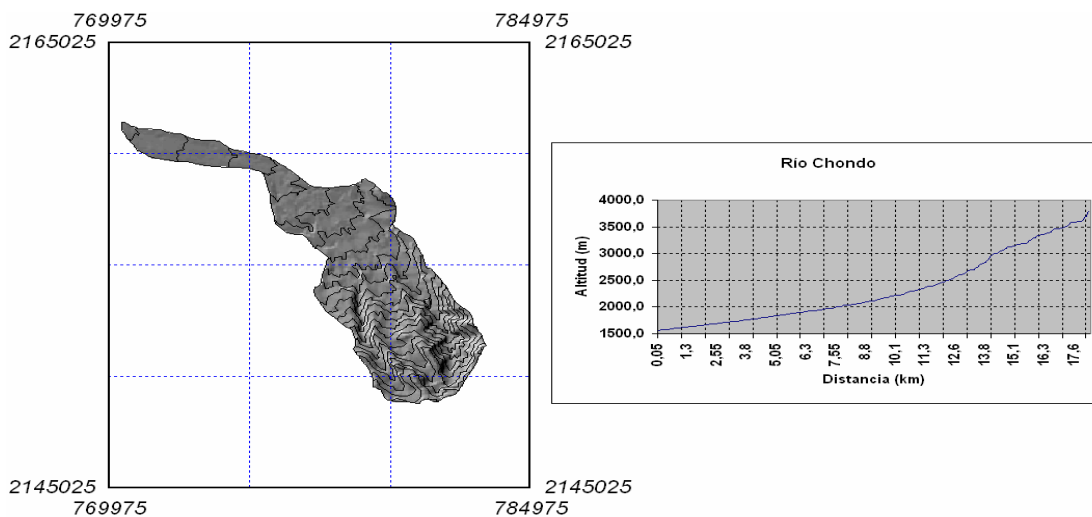 769975 784975
2165025 2165025
2145025 2145025
769975 784975
Río Chondo
Altitud (m)
4000,0
3500,0
3000,0
2500,0
2000,0
1500,0
0,05 1,3 2,55 3,8 5,05 6,3 7,55 8,8 10,1 11,3 12,6 13,8 15,1 16,3 17,6
Distancia (km)